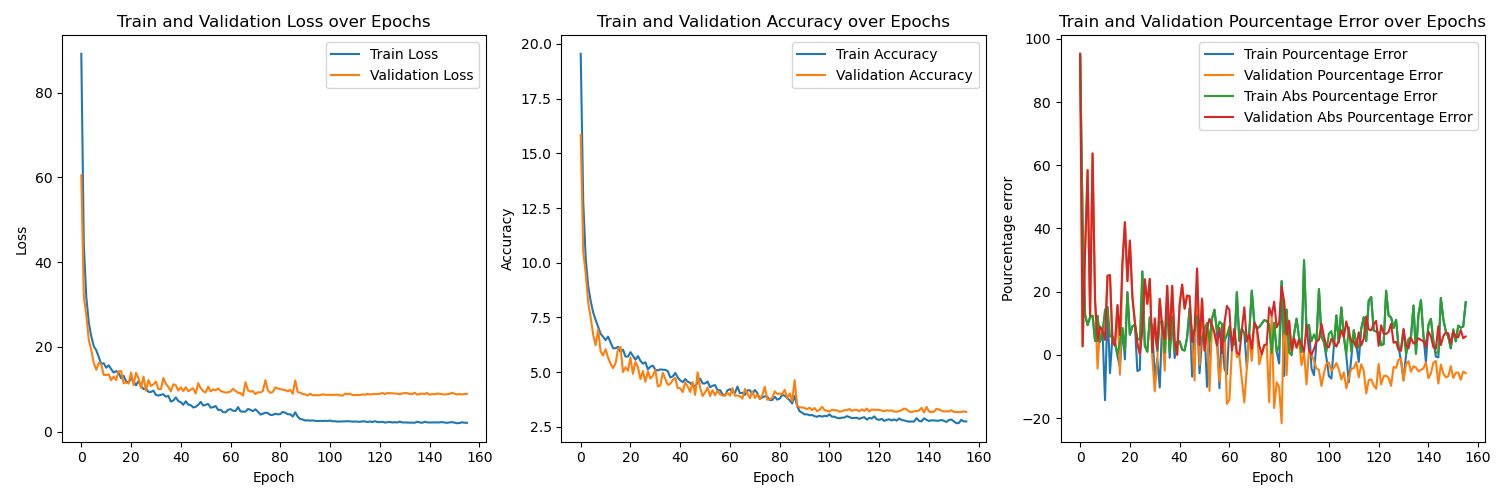 Train and Validation Loss over Epochs
Train Loss
Validation Loss
80
60
40
20
0
Loss
0 20 40 60 80 100 120 140 160
Epoch
Train and Validation Accuracy over Epochs
Train Accuracy
Validation Accuracy
20.0
17.5
15.0
12.5
10.0
7.5
5.0
2.5
Accuracy
0 20 40 60 80 100 120 140 160
Epoch
Train and Validation Pourcentage Error over Epochs
Train Pourcentage Error
Validation Pourcentage Error
Train Abs Pourcentage Error
Validation Abs Pourcentage Error
100
80
60
40
20
0
−20
Pourcentage error
0 20 40 60 80 100 120 140 160
Epoch